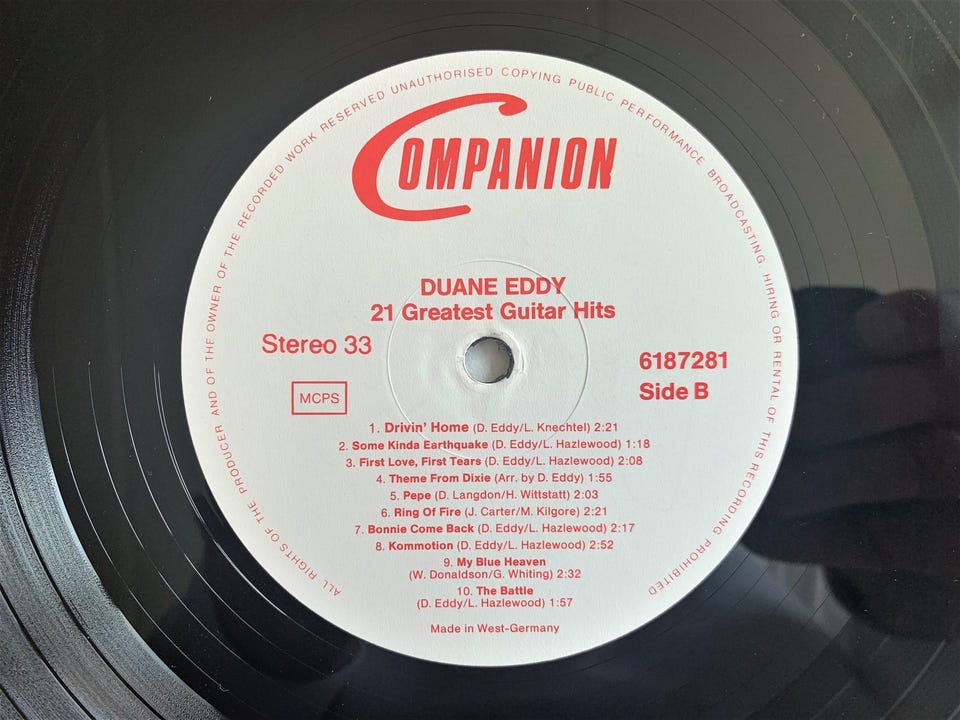 ALL RIGHTS OF THE PRODUCER AND OF THE OWNER OF THE RECORDED WORK RESERVED UNAUTHORISED COPYING PUBLIC PERFORMANCE BROADCASTING. HIRING OR RENTAL OF THIS RECORDING PROHIBITED
COMPANION
DUANE EDDY
21 Greatest Guitar Hits
Stereo 33
6187281
MCPS
Side B
1. Drivin' Home (D. Eddy/L. Knechtel) 2:21
2. Some Kinda Earthquake (D. Eddy/L. Hazlewood) 1:18
3. First Love, First Tears (D. Eddy/L. Hazlewood) 2:08
4. Theme From Dixie (Arr. by D. Eddy) 1:55
5. Pepe (D. Langdon/H. Wittstatt) 2:03
6. Ring Of Fire (J. Carter/M. Kilgore) 2:21
7. Bonnie Come Back (D. Eddy/L. Hazlewood) 2:17
8. Kommotion (D. Eddy/L. Hazlewood) 2:52
9. My Blue Heaven
(W. Donaldson/G. Whiting) 2:32
10. The Battle
(D. Eddy/L. Hazlewood) 1:57
Made in West-Germany